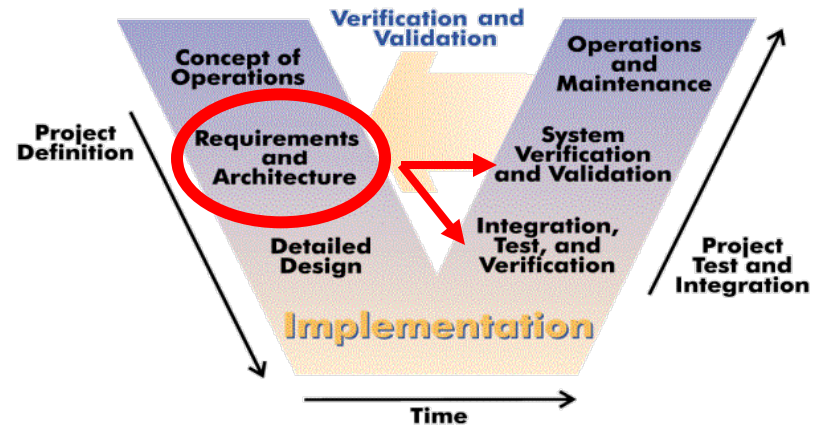 Verification and
Validation
Concept of
Operations
Operations
and
Maintenance
Project
Definition
Requirements
and
Architecture
System
Verification
and Validation
Detailed
Design
Integration,
Test, and
Verification
Project
Test and
Integration
Implementation
Time